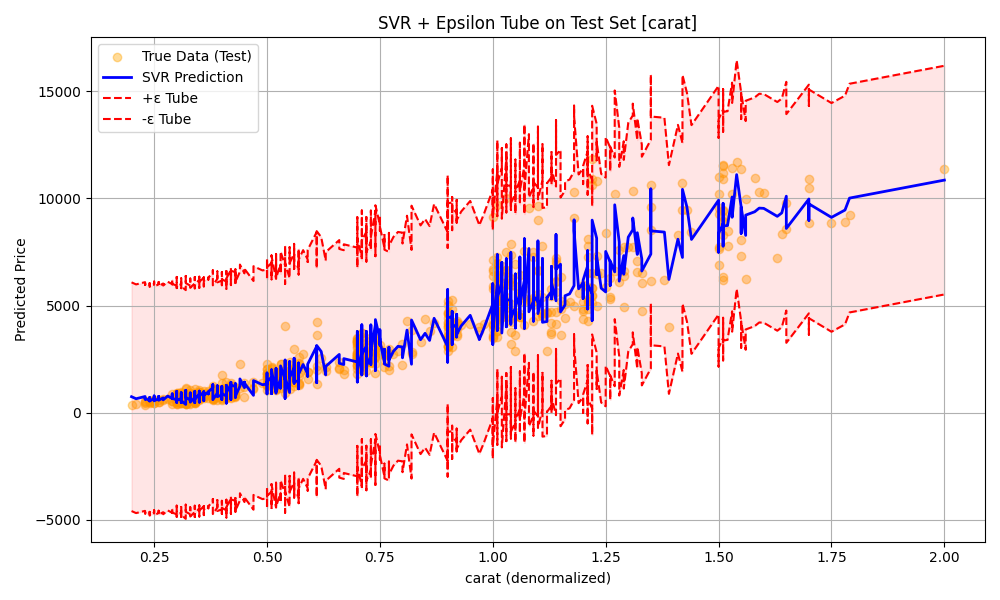 SVR + Epsilon Tube on Test Set [carat]
True Data (Test)
SVR Prediction
+ε Tube
-ε Tube
Predicted Price
15000
10000
5000
0
−5000
0.25 0.50 0.75 1.00 1.25 1.50 1.75 2.00
carat (denormalized)